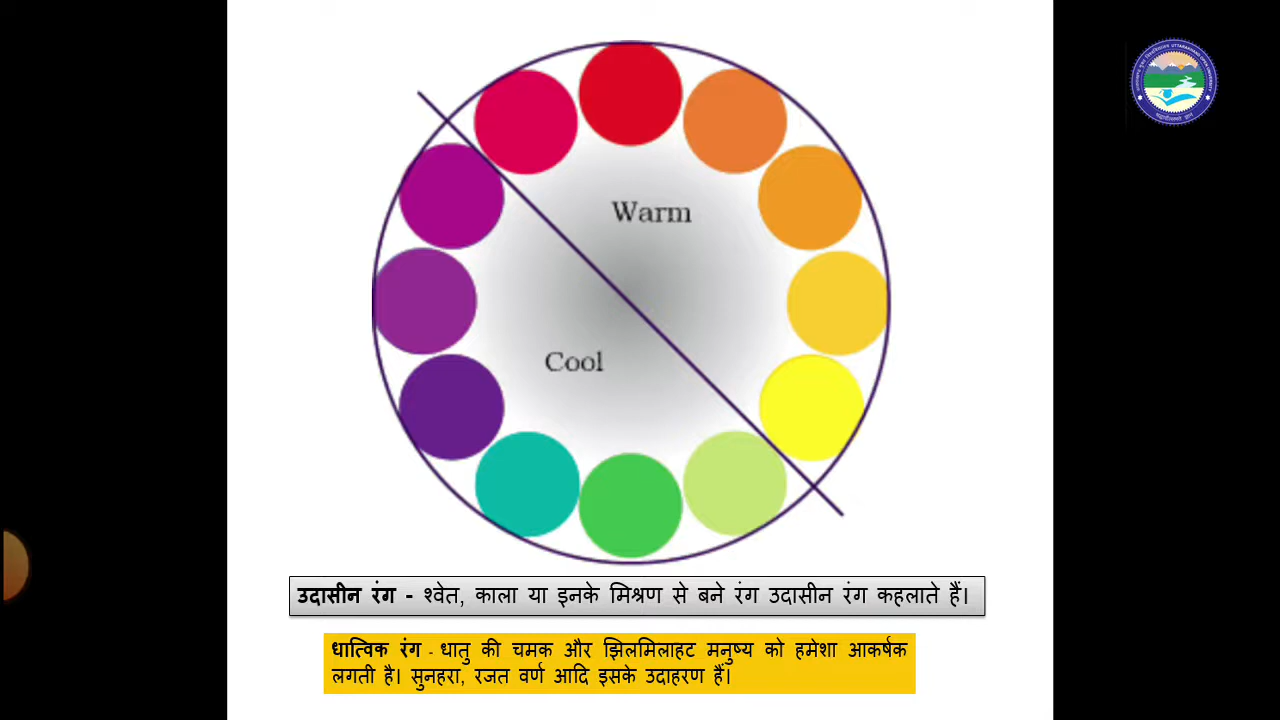 Warm
Cool
उदासीन रंग - श्वेत, काला या इनके मिश्रण से बने रंग उदासीन रंग कहलाते हैं।
धात्विक रंग - धातु की चमक और झिलमिलाहट मनुष्य को हमेशा आकर्षक
लगती है। सुनहरा, रजत वर्ण आदि इसके उदाहरण हैं।